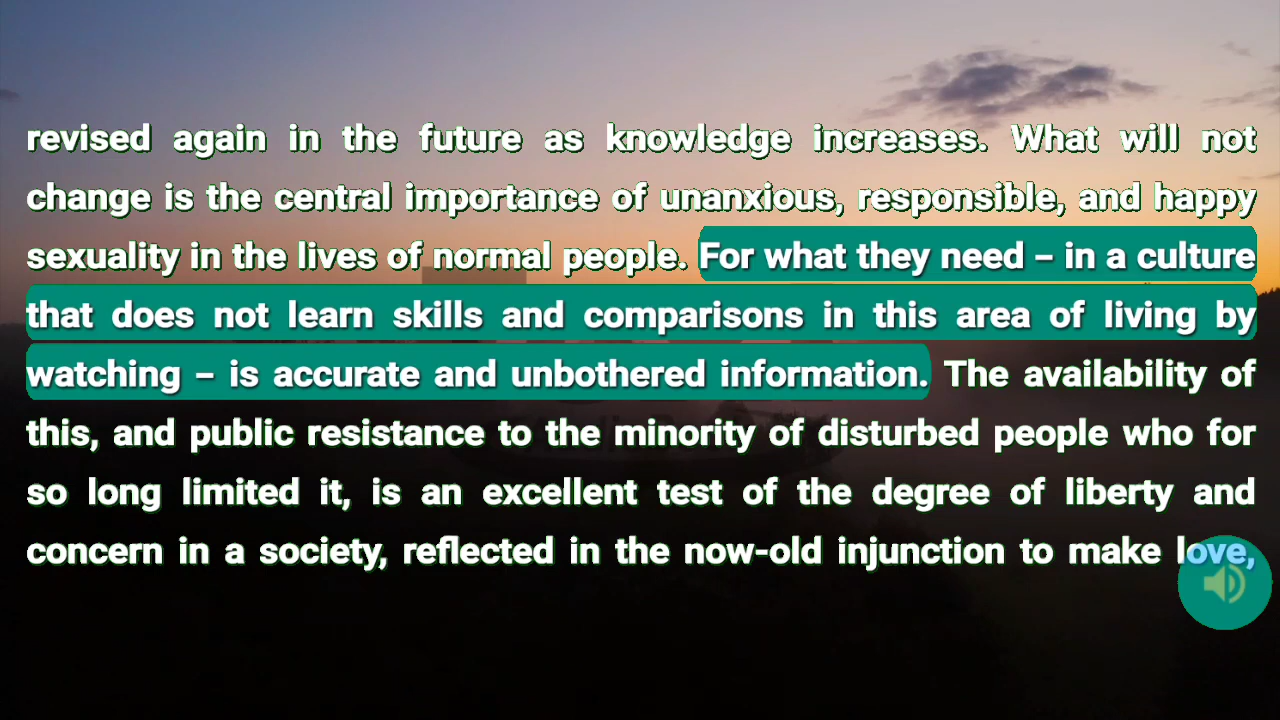 revised again in the future as knowledge increases. What will not
change is the central importance of unanxious, responsible, and happy
sexuality in the lives of normal people. For what they need – in a culture
that does not learn skills and comparisons in this area of living by
watching – is accurate and unbothered information. The availability of
this, and public resistance to the minority of disturbed people who for
so long limited it, is an excellent test of the degree of liberty and
concern in a society, reflected in the now-old injunction to make love,